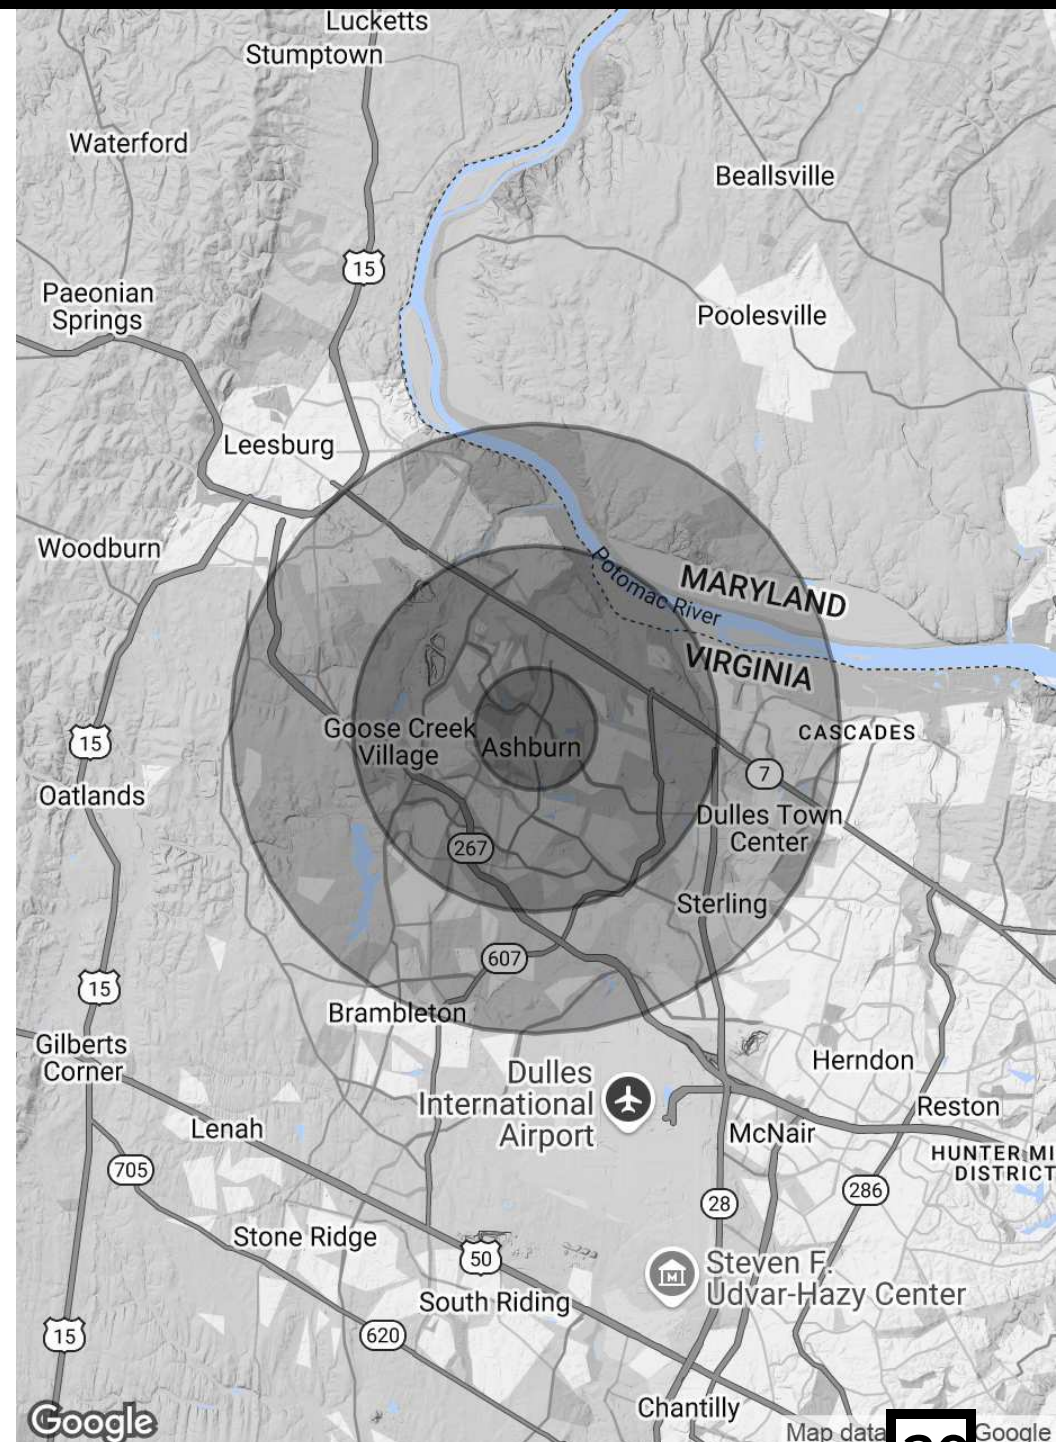 Lucketts
Stumptown
Waterford
Beallsville
15
Paeonian
Springs
Poolesville
Leesburg
Woodburn
Potomac River
MARYLAND
VIRGINIA
Goose Creek
Village
Ashburn
CASCADES
15
7
Oatlands
Dulles Town
Center
267
Sterling
607
15
Brambleton
Gilberts
Corner
Herndon
Dulles
International
Airport
Reston
Lenah
McNair
HUNTER MI
DISTRICT
705
286
28
Stone Ridge
50
Steven F.
Udvar-Hazy Center
South Riding
15
620
Chantilly
Google
Map data
Google